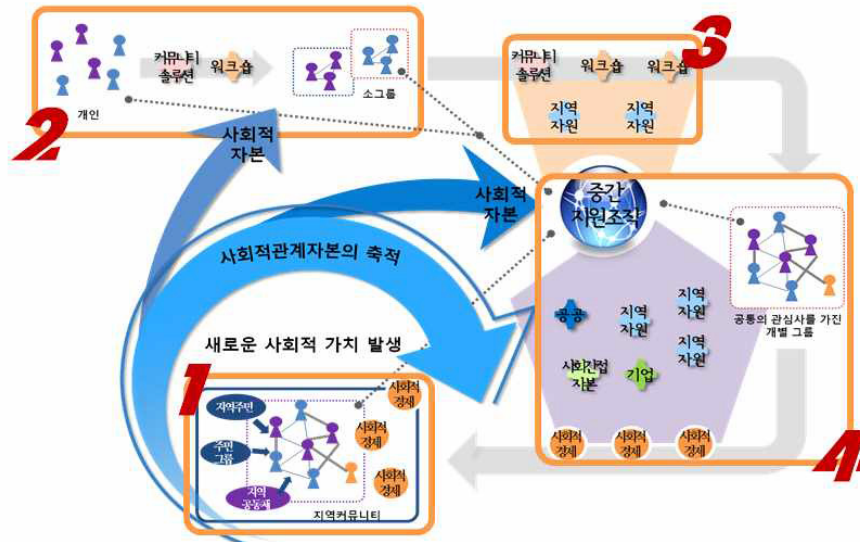 커뮤니티
솔루션
워크숍
개인
소그룹
2
커뮤니티
솔루션
워크숍
워크숍
3
지역
자원
지역
자원
사회적
자본
사회적
자본
중간
지원조직
사회적관계자본의 축적
새로운 사회적 가치 발생
공통의 관심사를 가진
개별 그룹
공공
지역
자원
지역
자원
지역
자원
사회간접
자본
기업
사회적
경제
사회적
경제
사회적
경제
4
1
지역주민
주민
그룹
지역
공동체
지역커뮤니티
사회적
경제
사회적
경제
사회적
경제